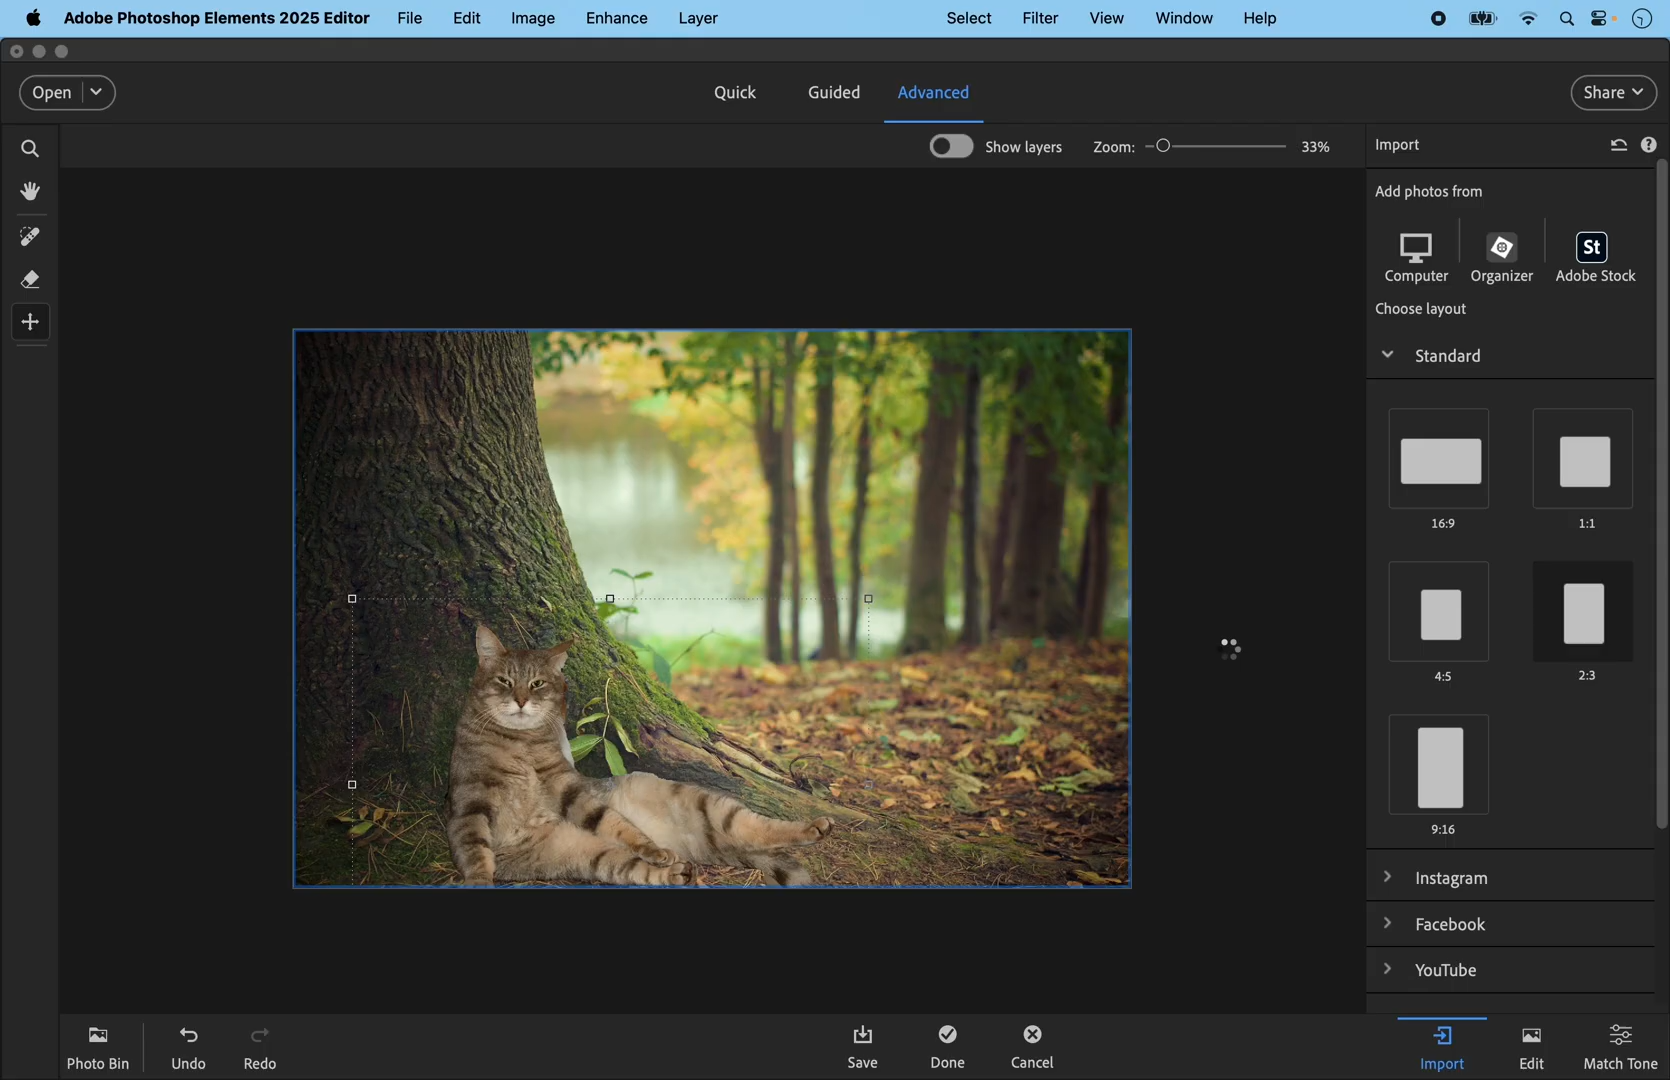 Adobe Photoshop Elements 2025 Editor File Edit Image Enhance Layer Select Filter View Window Help
Open Quick Guided Advanced Share
Show layers Zoom: 33% Import
Add photos from
St
Computer Organizer Adobe Stock
Choose layout
Standard
16:9 1:1
4:5 2:3
9:16
Instagram
Facebook
YouTube
Photo Bin Undo Redo Save Done Cancel Import Edit Match Tone